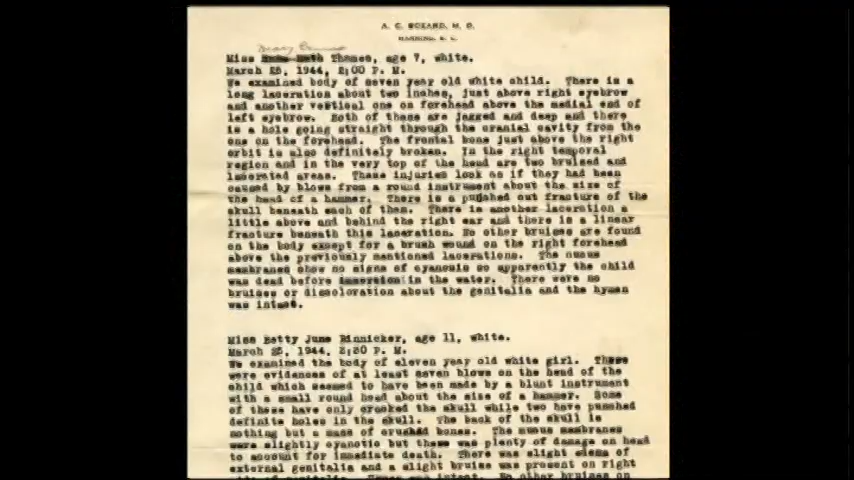 A. C. BOZARD, M. D.
MANNING, S. C.
Mary Emma
Miss Thames, age 7, white.
March 25, 1944, 2;00 P. M.
We examined body of seven year old white child. There is a
long laceration about two inches, just above right eyebrow
and another vertical one on forehead above the medial end of
left eyebrow. Both of these are jagged and deep and there
is a hole going straight through the cranial cavity from the
one on the forehead. The frontal bone just above the right
orbit is also definitely broken. In the right temporal
region and in the very top of the head are two bruised and
lacerated areas. These injuries look as if they had been
caused by blows from a round instrument about the size of
the head of a hammer. There is a punched out fracture of the
skull beneath each of them. There is another laceration a
little above and behind the right ear and there is a linear
fracture beneath this laceration. No other bruises are found
on the body except for a brush wound on the right forehead
above the previously mentioned lacerations. The
membranes show no signs of cyanosis so apparently the child
was dead before immersion in the water. There were no
bruises or discoloration about the genitalia and the hymen
was intact.
Miss Betty June Binnicker, age 11, white.
March 25, 1944, 2;30 P. M.
We examined the body of eleven year old white girl. There
were evidences of at least seven blows on the head of the
child which seemed to have been made by a blunt instrument
with a small round head about the size of a hammer. Some
of these have only cracked the skull while two have punched
definite holes in the skull. The back of the skull is
nothing but a mass of crushed bones. The membranes
were slightly cyanotic but there was plenty of damage on head
to account for immediate death. There was slight edema of
external genitalia and a slight bruise was present on right
of genitalia. Hymen was intact. No other bruises on